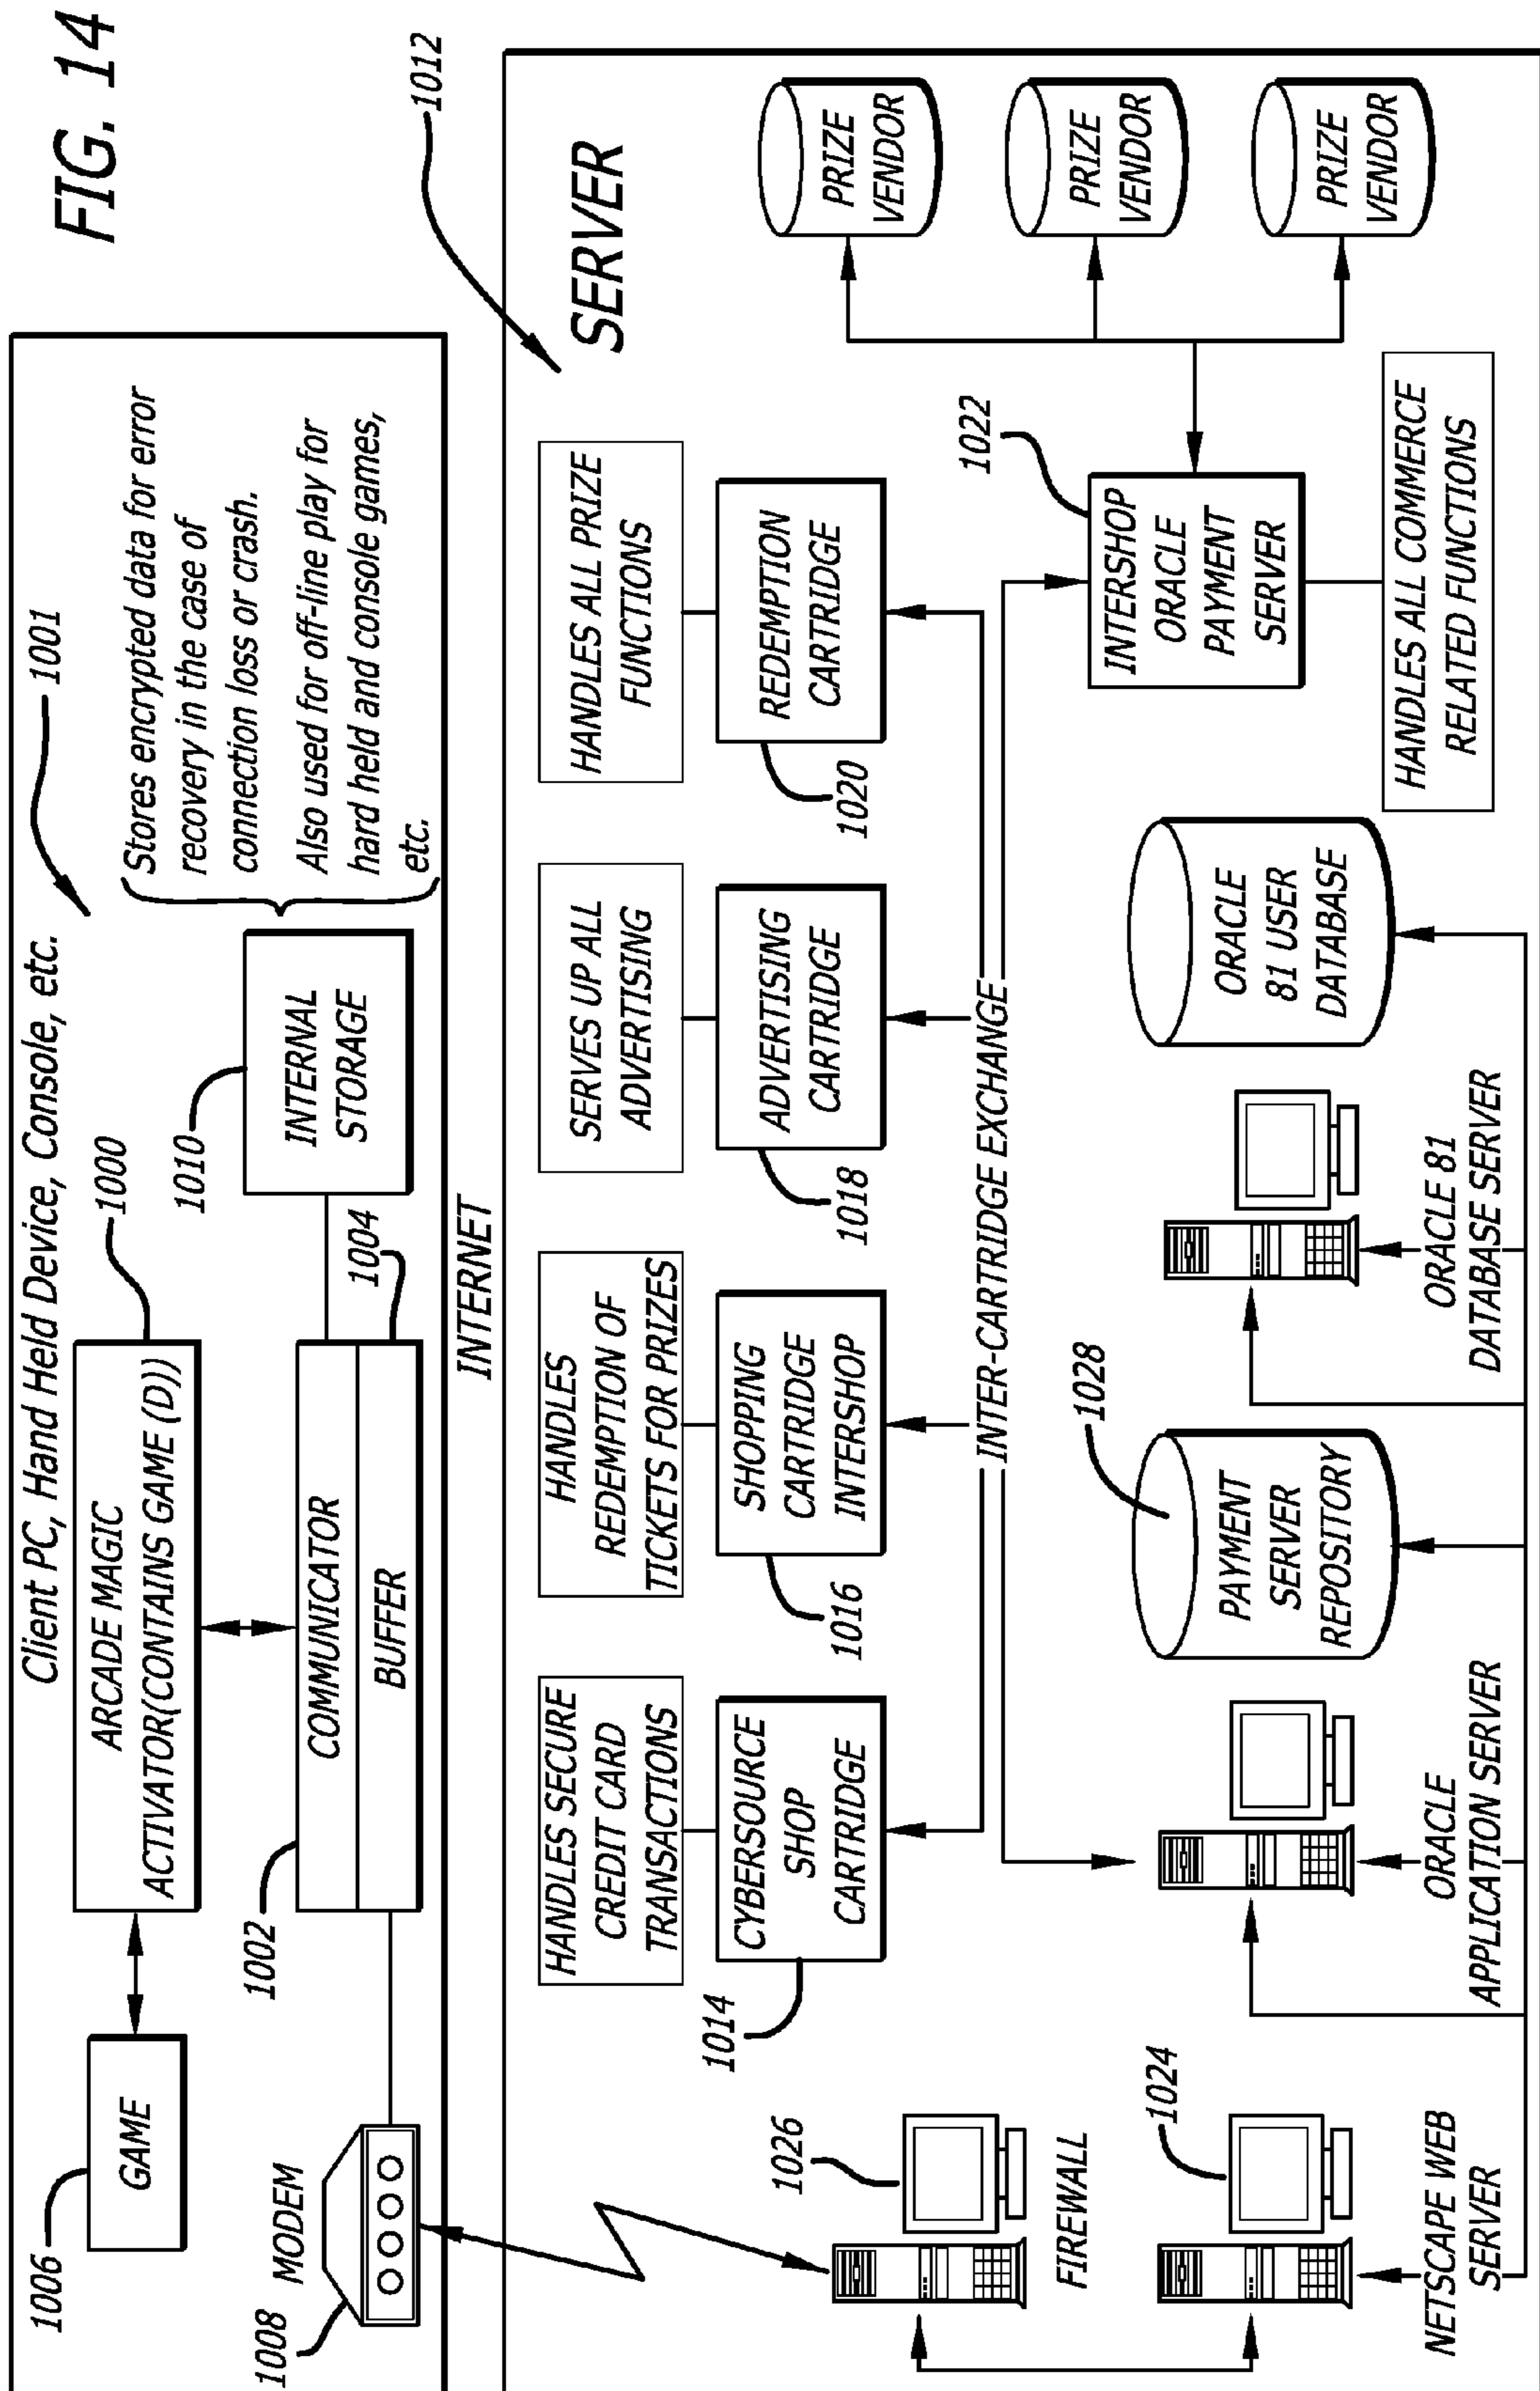 FIG. 14
Client PC, Hand Held Device, Console, etc.
1001
1006
GAME
ARCADE MAGIC
ACTIVATOR(CONTAINS GAME (D))
1000
1010
INTERNAL
STORAGE
Stores encrypted data for error
recovery in the case of
connection loss or crash.
Also used for off-line play for
hard held and console games,
etc.
1008
MODEM
1002
COMMUNICATOR
BUFFER
1004
INTERNET
1012
SERVER
HANDLES SECURE
CREDIT CARD
TRANSACTIONS
HANDLES
REDEMPTION OF
TICKETS FOR PRIZES
SERVES UP ALL
ADVERTISING
HANDLES ALL PRIZE
FUNCTIONS
CYBERSOURCE
SHOP
CARTRIDGE
1014
SHOPPING
CARTRIDGE
INTERSHOP
1016
ADVERTISING
CARTRIDGE
1018
REDEMPTION
CARTRIDGE
1020
PRIZE
VENDOR
PRIZE
VENDOR
PRIZE
VENDOR
INTER-CARTRIDGE EXCHANGE
1026
FIREWALL
1022
INTERSHOP
ORACLE
PAYMENT
SERVER
HANDLES ALL COMMERCE
RELATED FUNCTIONS
1024
NETSCAPE WEB
SERVER
ORACLE
APPLICATION SERVER
1028
PAYMENT
SERVER
REPOSITORY
ORACLE 81
DATABASE SERVER
ORACLE
81 USER
DATABASE